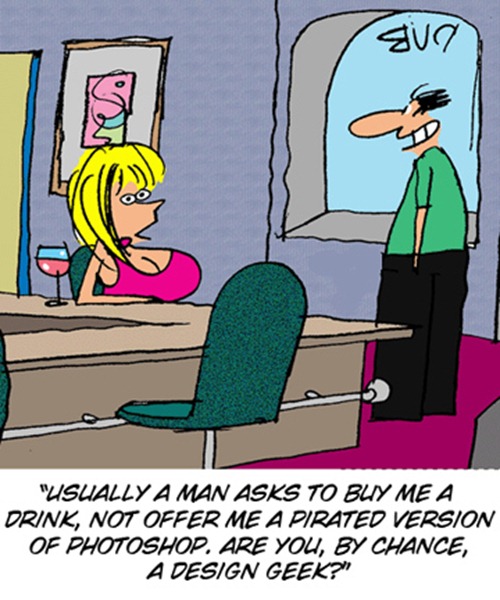 PUB
"USUALLY A MAN ASKS TO BUY ME A
DRINK, NOT OFFER ME A PIRATED VERSION
OF PHOTOSHOP. ARE YOU, BY CHANCE,
A DESIGN GEEK?"